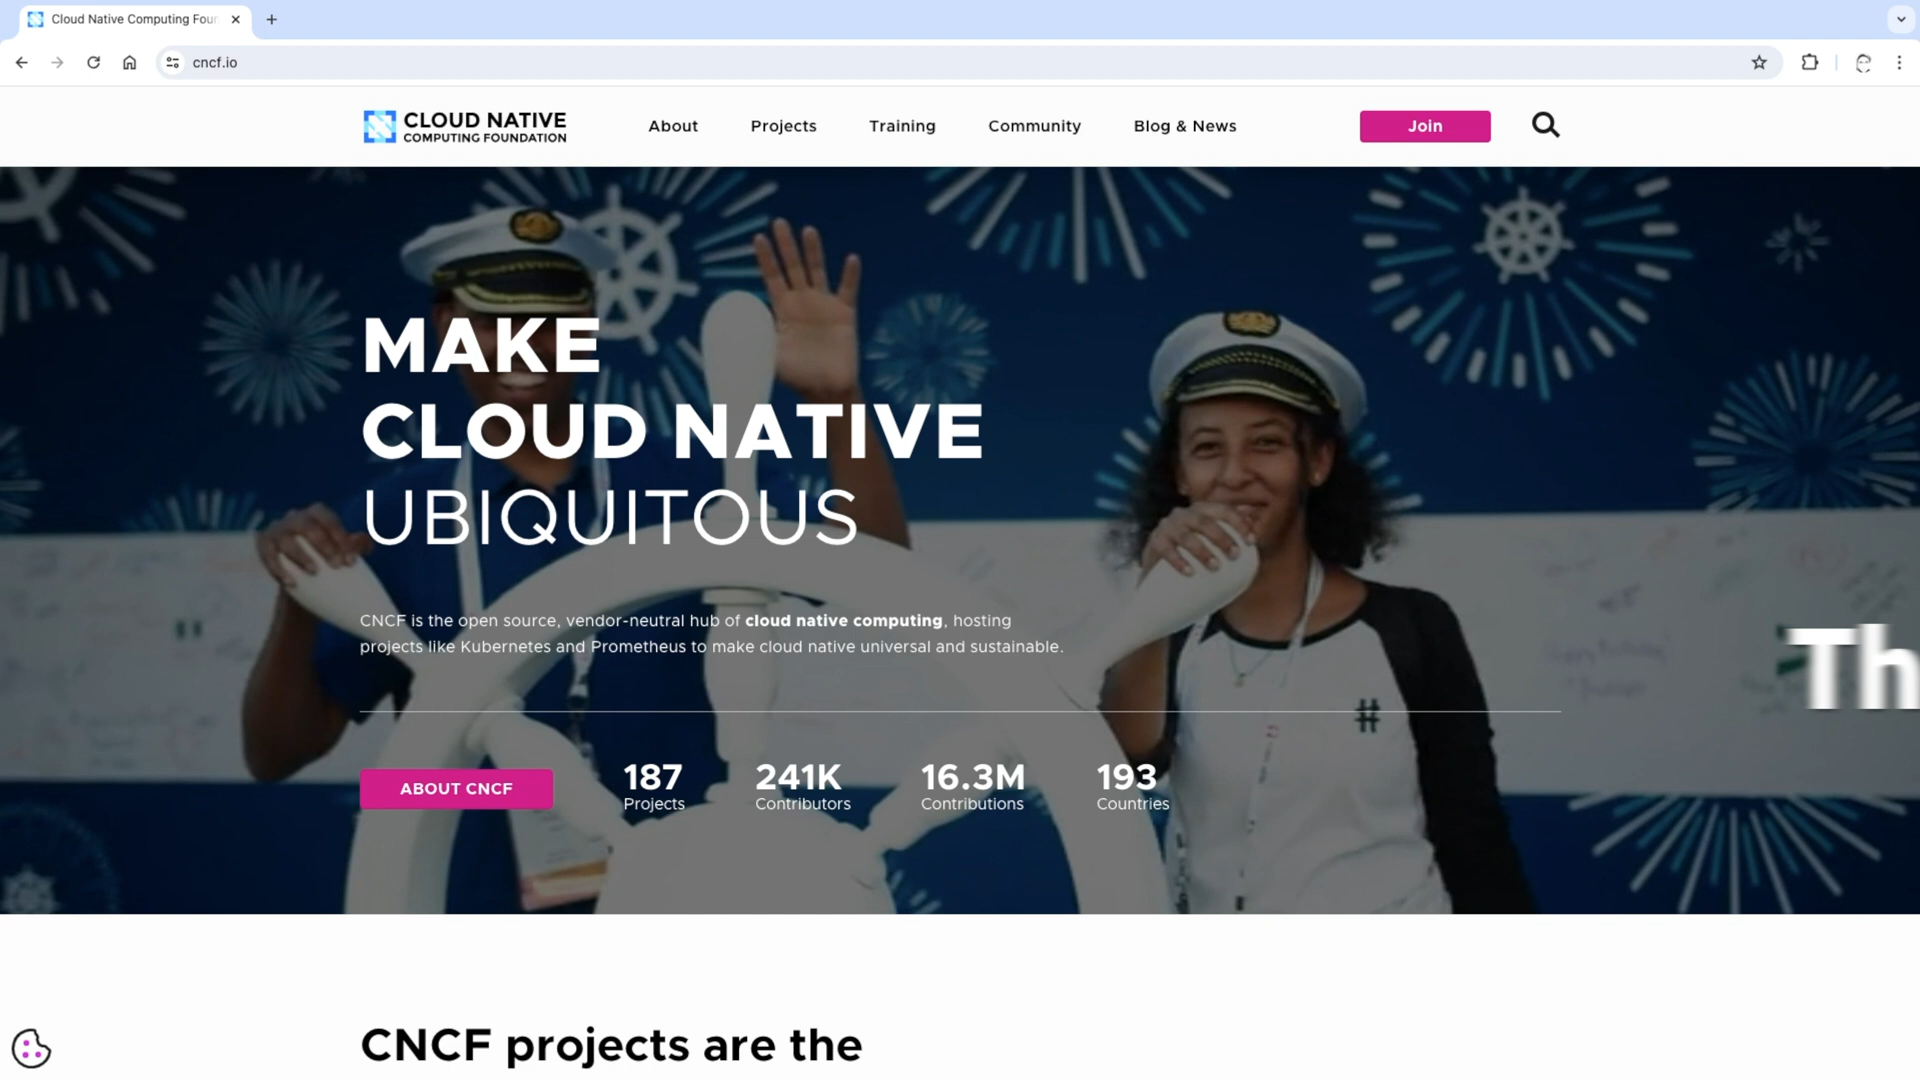 Cloud Native Computing Four
cncf.io
CLOUD NATIVE
COMPUTING FOUNDATION
About
Projects
Training
Community
Blog & News
Join
MAKE
CLOUD NATIVE
UBIQUITOUS
CNCF is the open source, vendor-neutral hub of cloud native computing, hosting
projects like Kubernetes and Prometheus to make cloud native universal and sustainable.
Th
#
ABOUT CNCF
187
Projects
241K
Contributors
16.3M
Contributions
193
Countries
CNCF projects are the